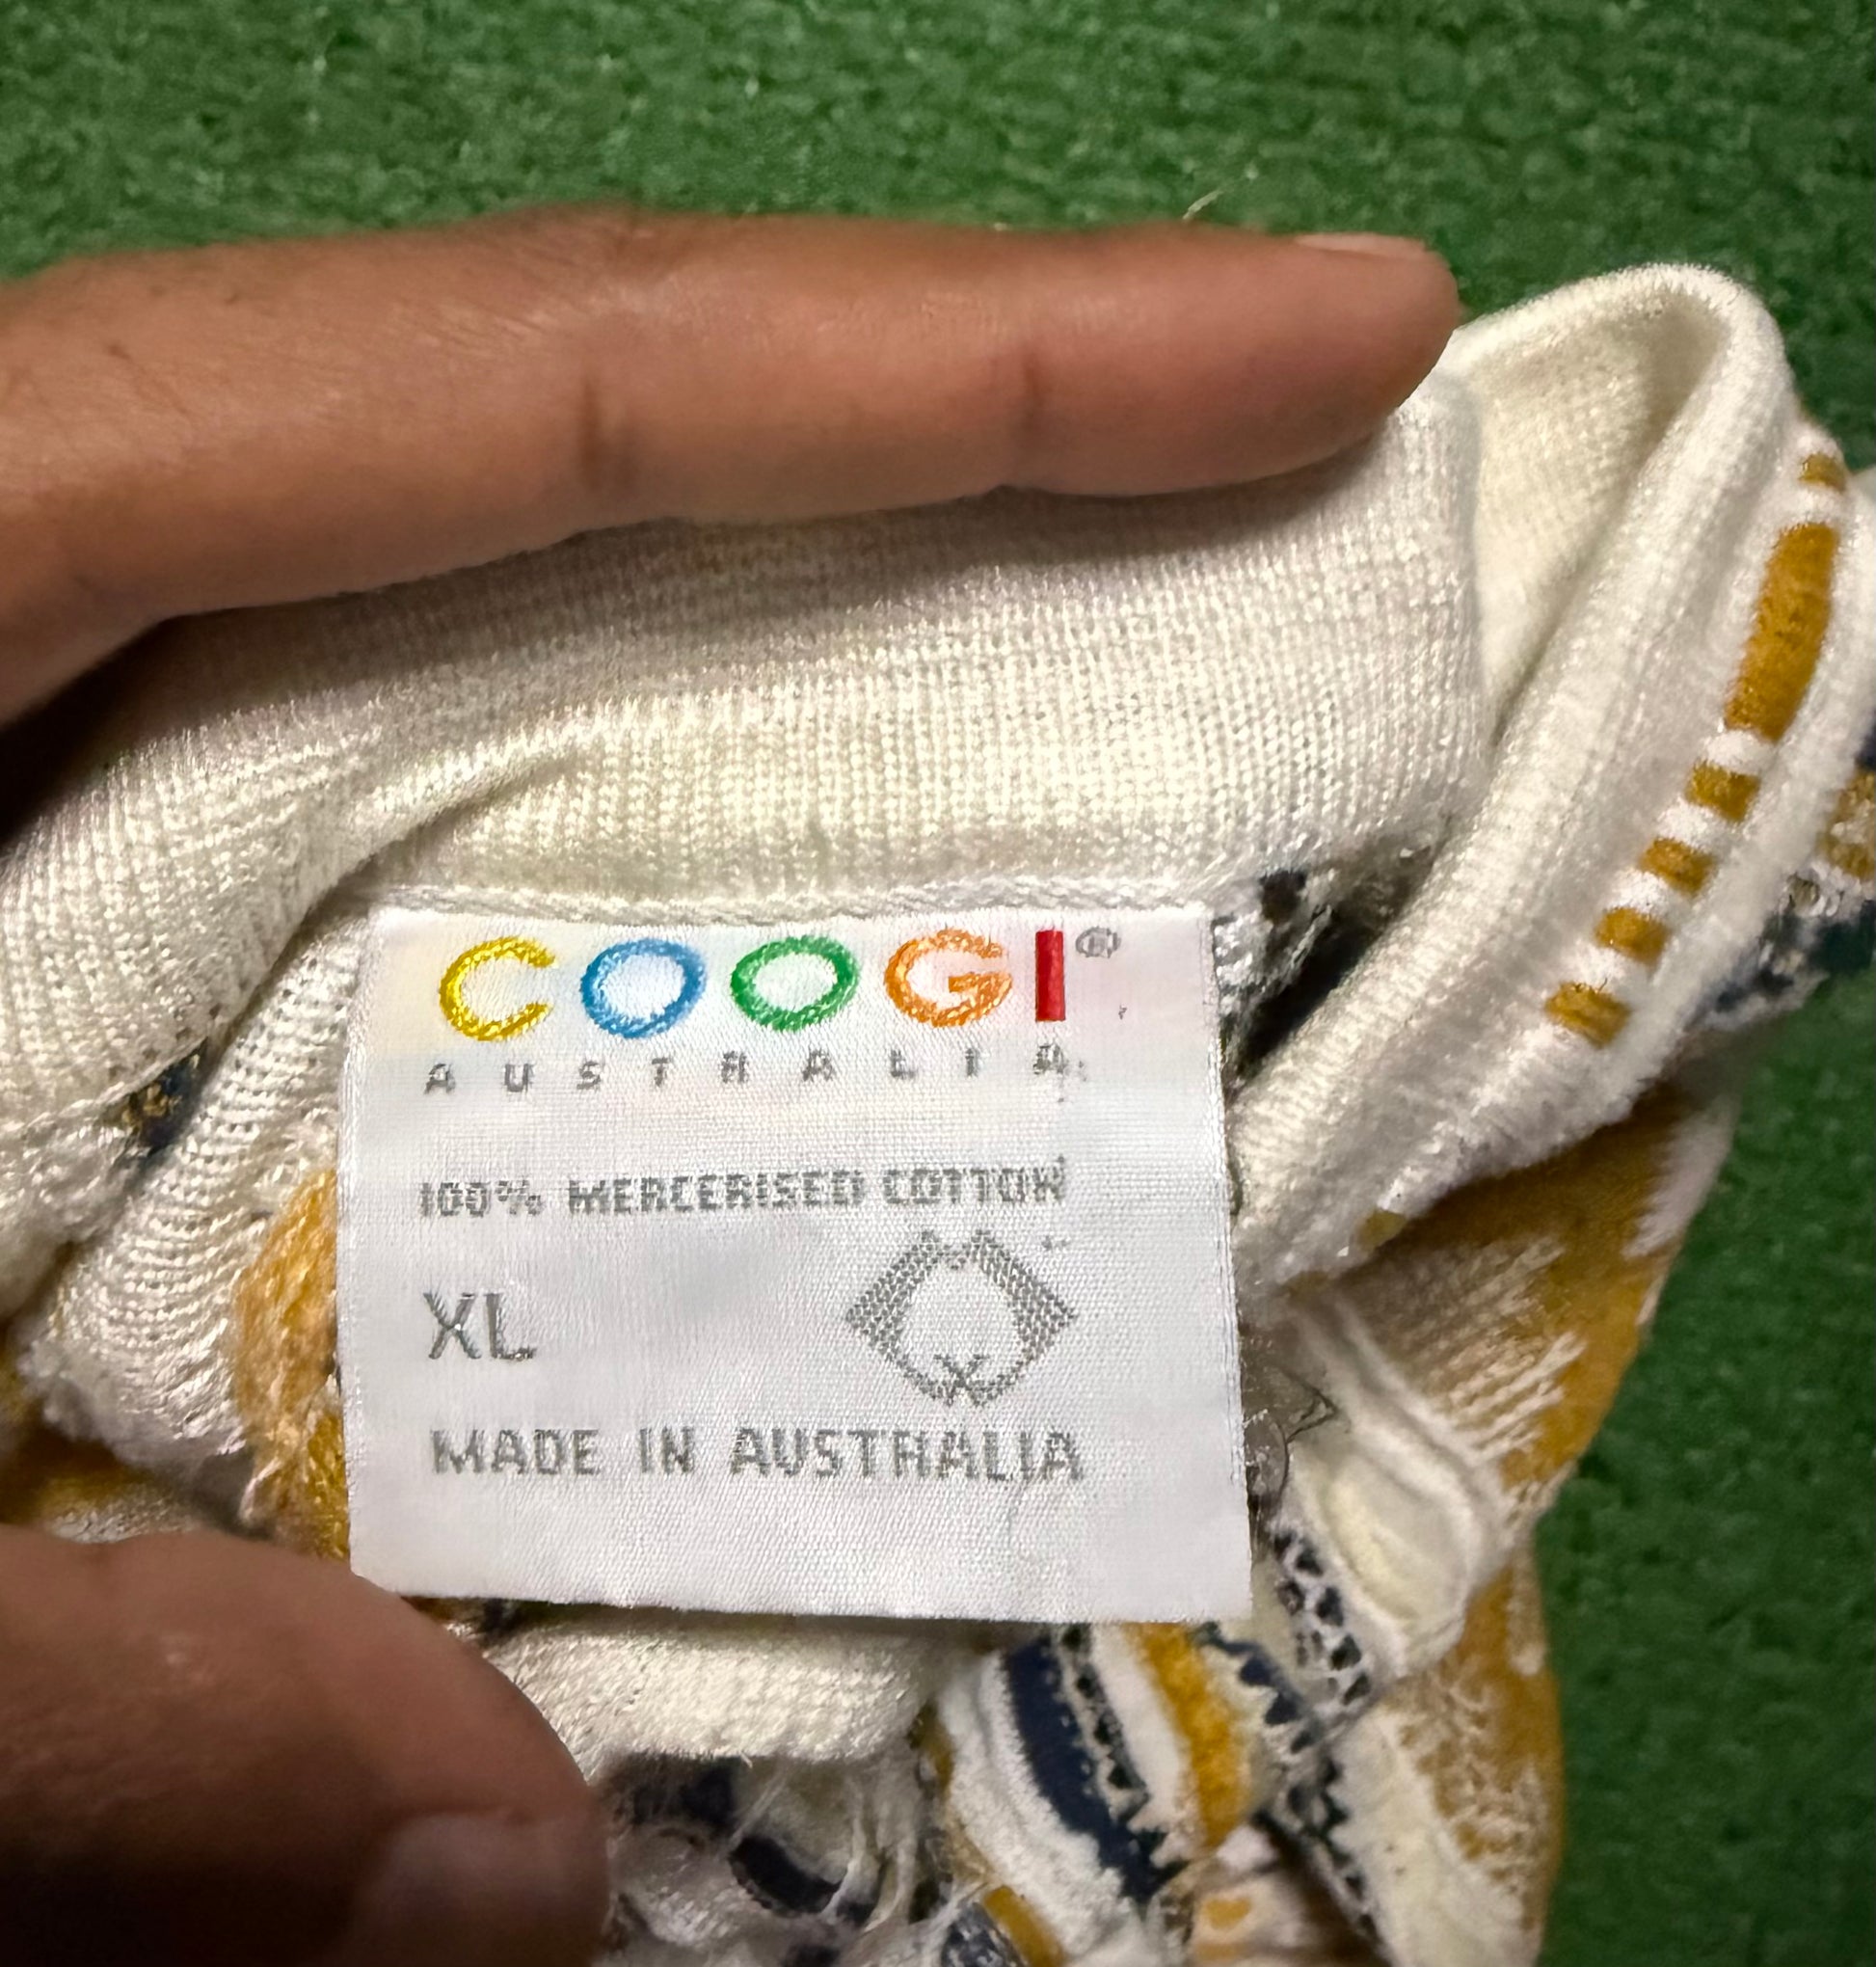 COOGI®
AUSTRALIA
100% MERCERISED COTTON
XL
MADE IN AUSTRALIA